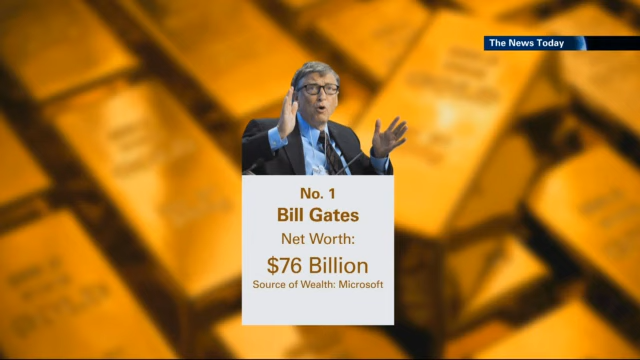 The News Today
No. 1
Bill Gates
Net Worth:
$76 Billion
Source of Wealth: Microsoft